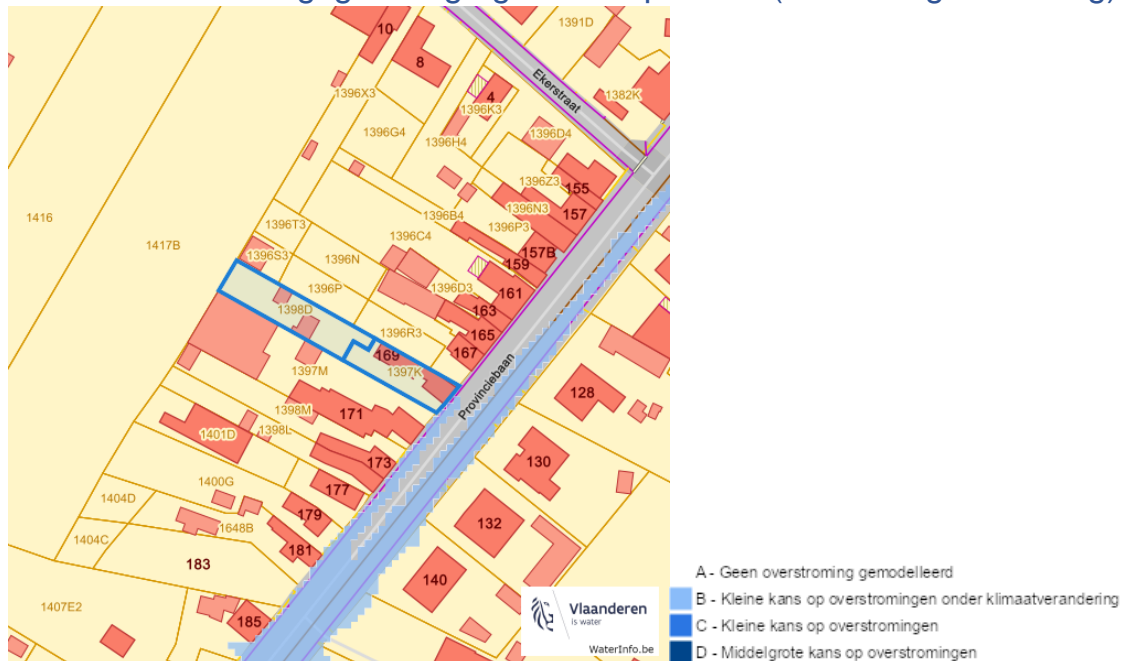 1391D
10
8
Ekerstraat
1382K
4
1396X3
1396K3
1396G4
1396H4
1396D4
1396Z3
155
1416
1396N3
157
1396B4
1396P3
1417B
1396T3
1396C4
157B
1396S3
1396N
159
1396P
1396D3
161
1398D
163
1396R3
165
169
167
1397M
1397K
Provinciebaan
128
1398M
171
1401D
1398L
173
130
1400G
177
1404D
179
132
1648B
1404C
181
183
140
1407E2
185
Vlaanderen
is water
WaterInfo.be
A - Geen overstroming gemodelleerd
B - Kleine kans op overstromingen onder klimaatverandering
C - Kleine kans op overstromingen
D - Middelgrote kans op overstromingen